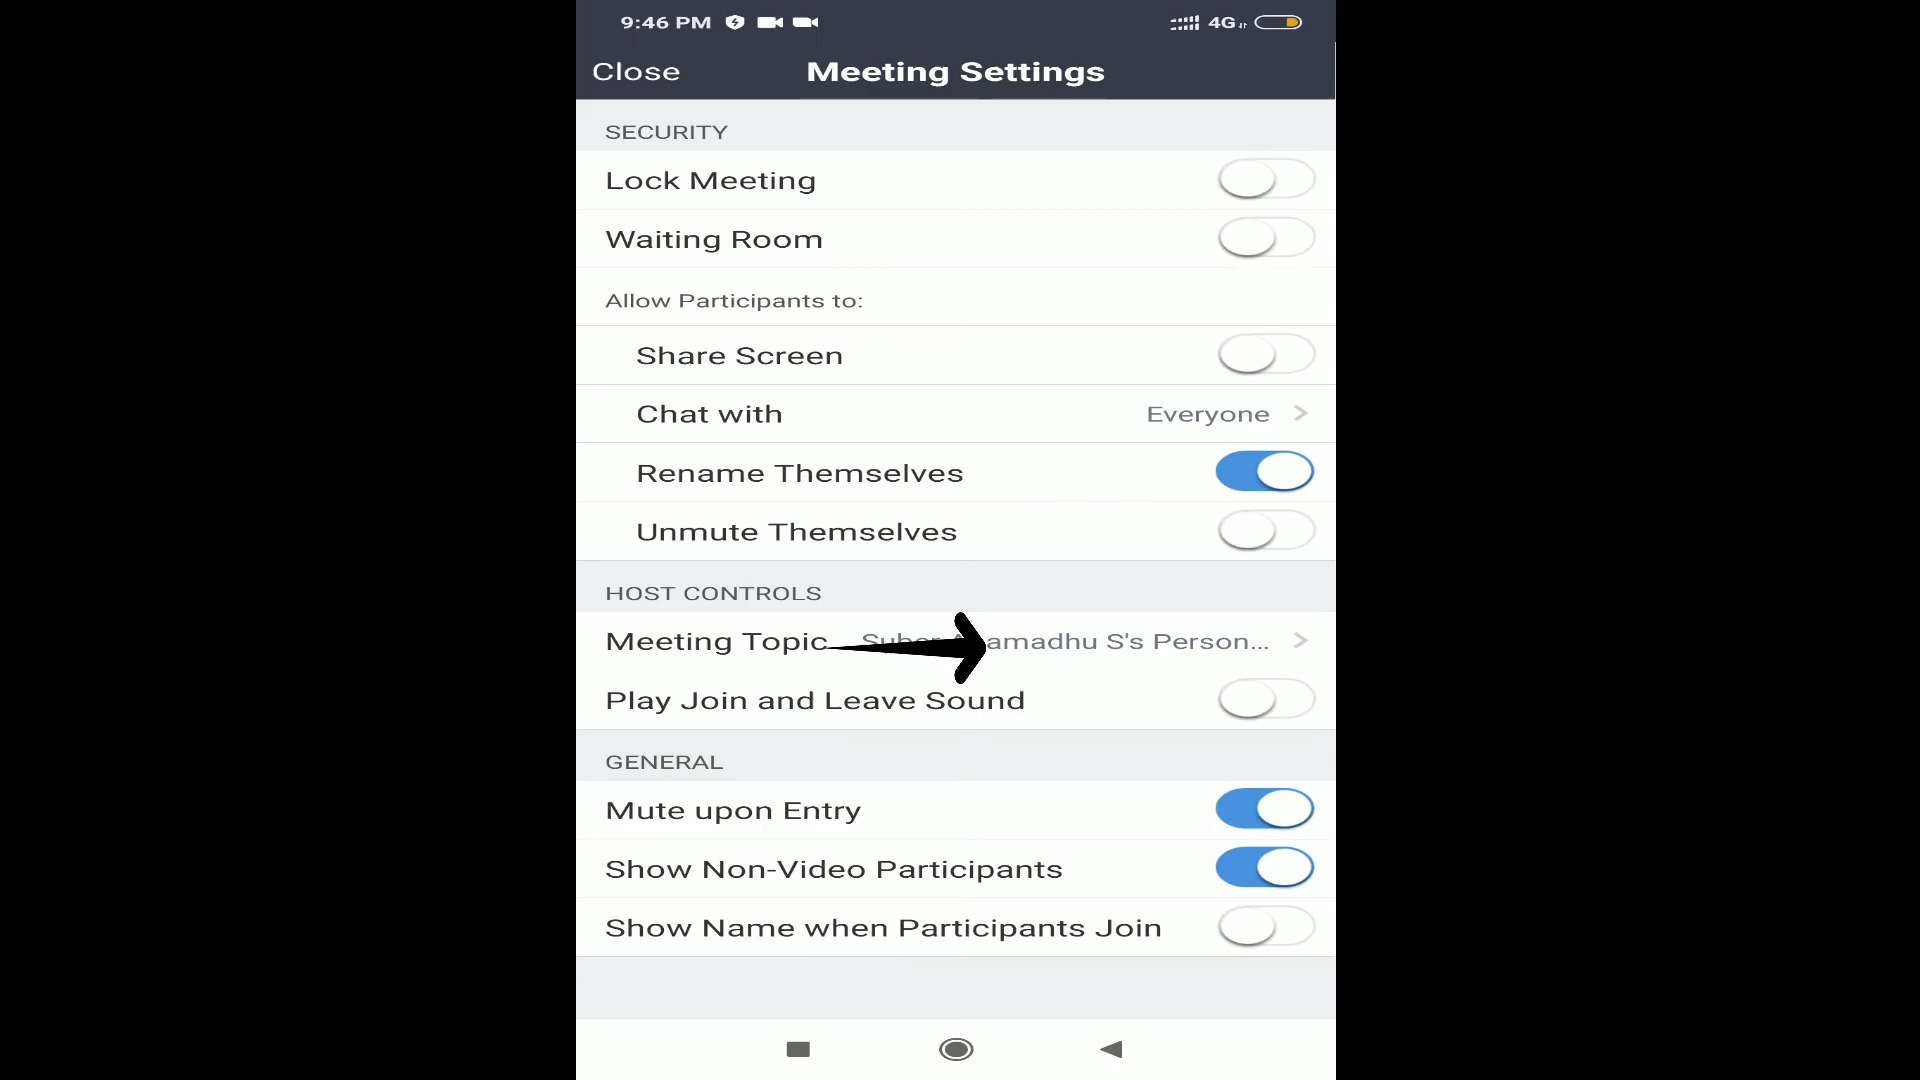 9:46 PM 4G
Close Meeting Settings
SECURITY
Lock Meeting
Waiting Room
Allow Participants to:
Share Screen
Chat with Everyone
Rename Themselves
Unmute Themselves
HOST CONTROLS
Meeting Topic S's Person...
Play Join and Leave Sound
GENERAL
Mute upon Entry
Show Non-Video Participants
Show Name when Participants Join